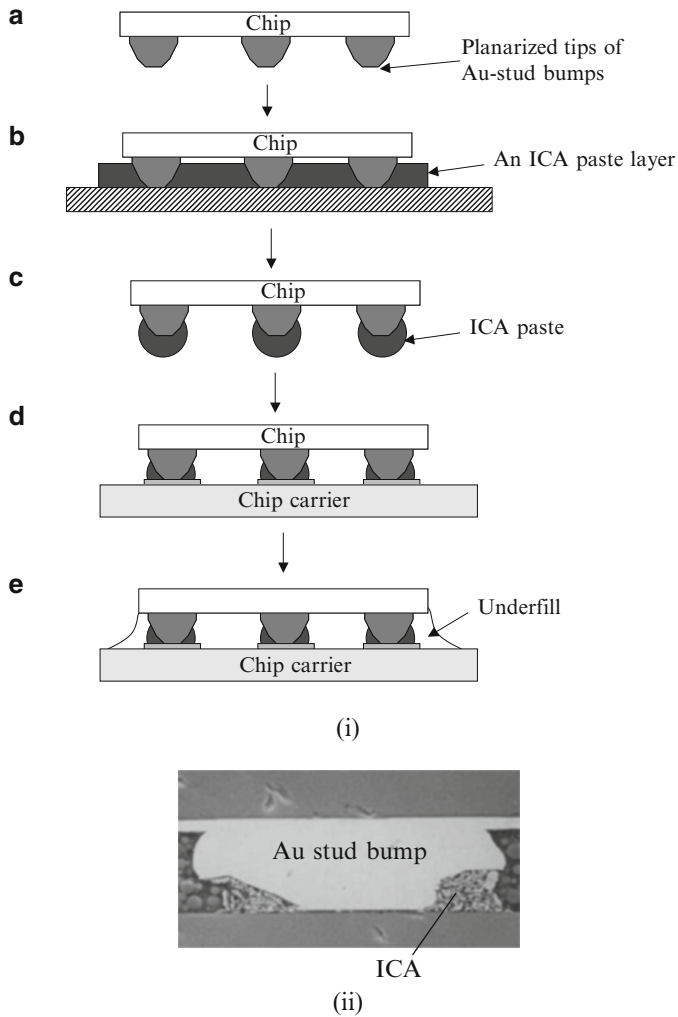 a
Chip
Planarized tips of
Au-stud bumps
b
Chip
An ICA paste layer
c
Chip
ICA paste
d
Chip
Chip carrier
e
Underfill
Chip carrier
(i)
Au stud bump
ICA
(ii)